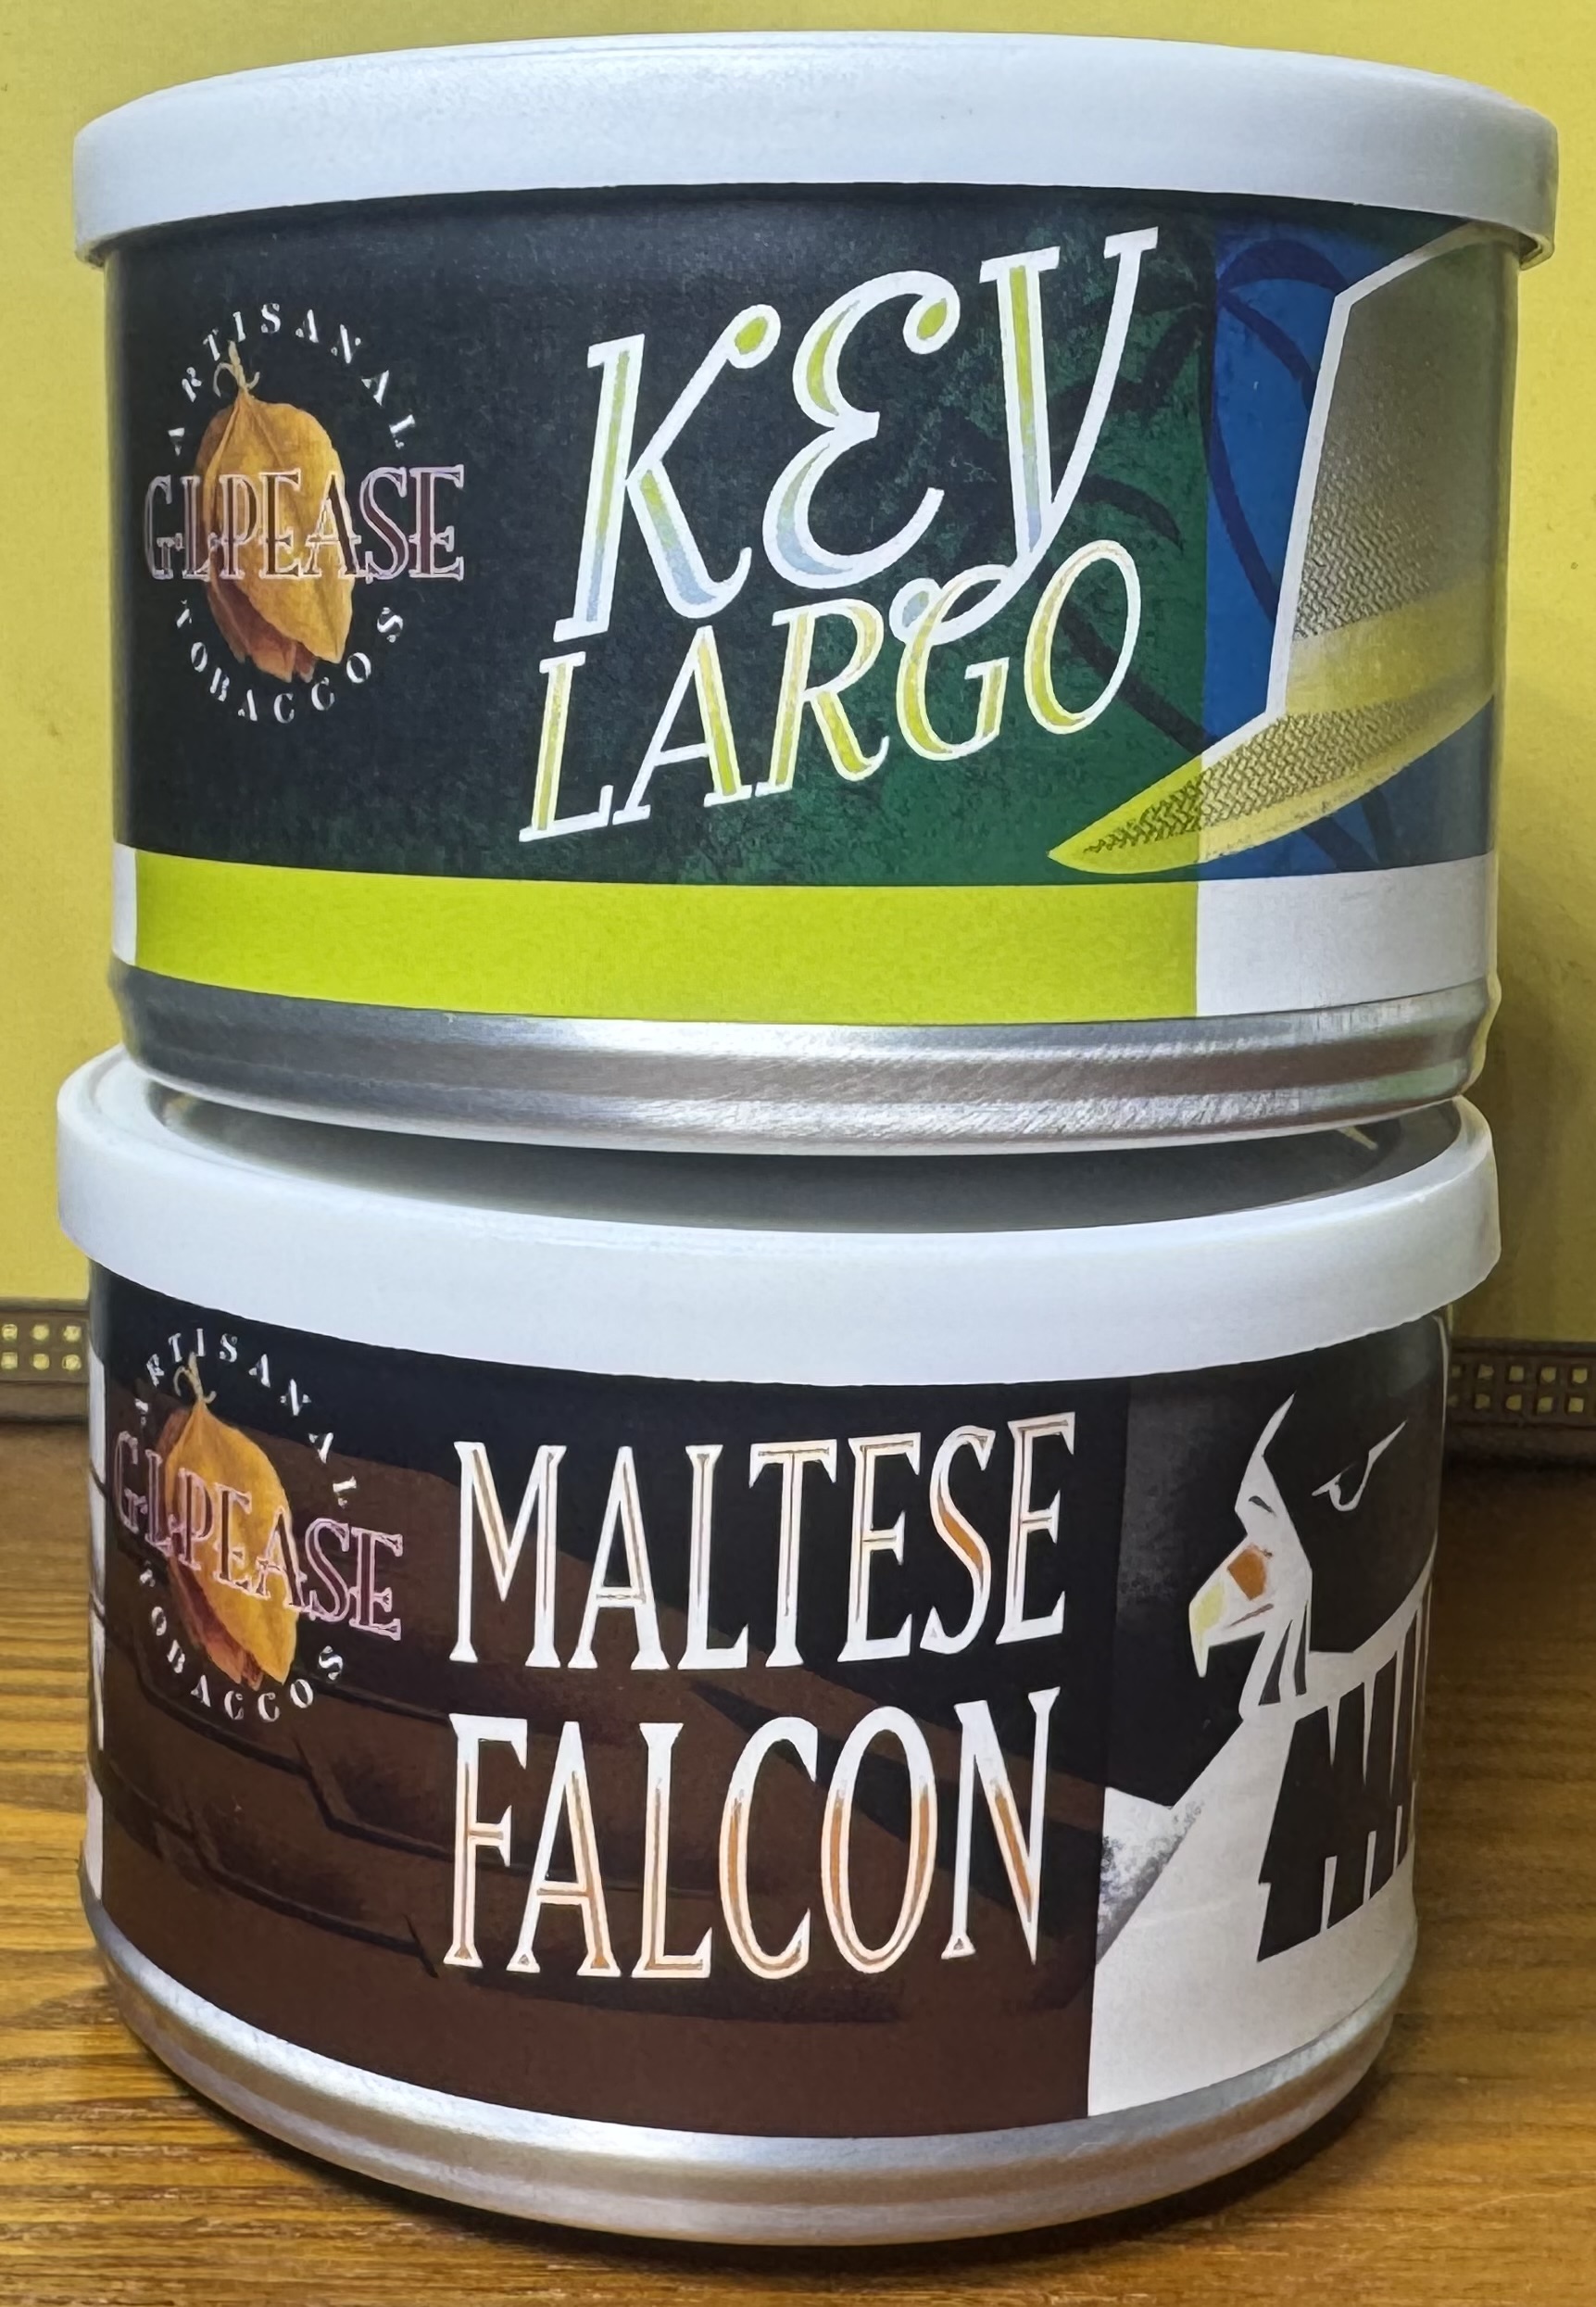 ARTISANAL
G.L. PEASE
TOBACCOS
KEY
LARGO
ARTISANAL
G.L. PEASE
TOBACCOS
MALTESE
FALCON